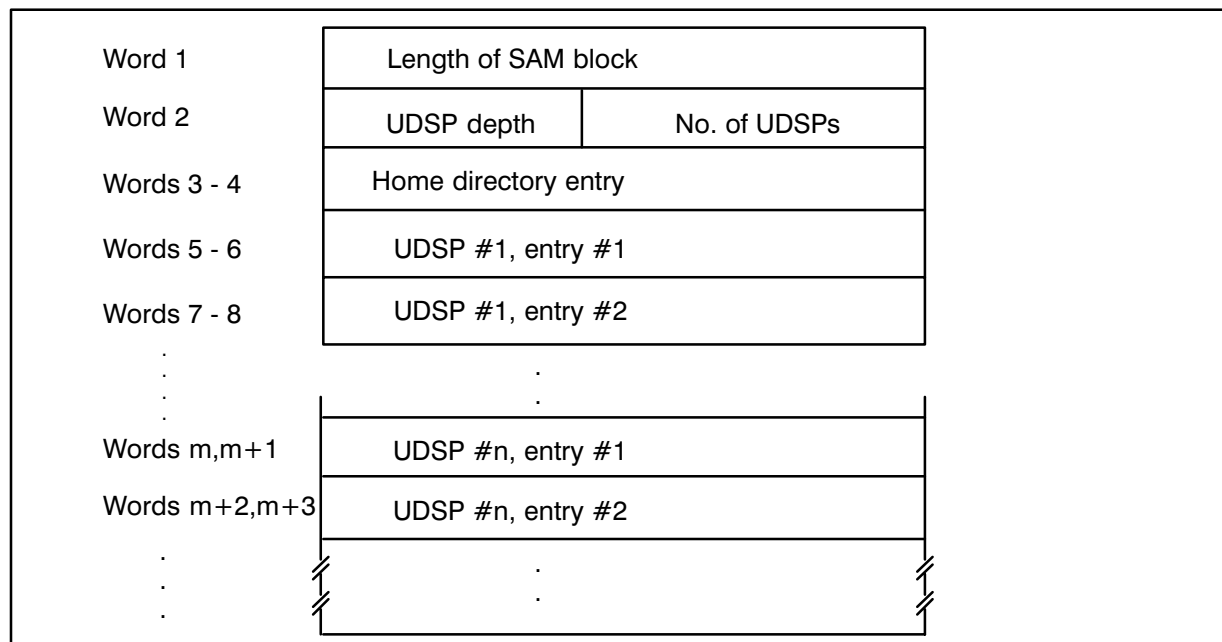 Word 1 Length of SAM block
Word 2 UDSP depth No. of UDSPs
Words 3 - 4 Home directory entry
Words 5 - 6 UDSP #1, entry #1
Words 7 - 8 UDSP #1, entry #2
Words m,m+1 UDSP #n, entry #1
Words m+2,m+3 UDSP #n, entry #2